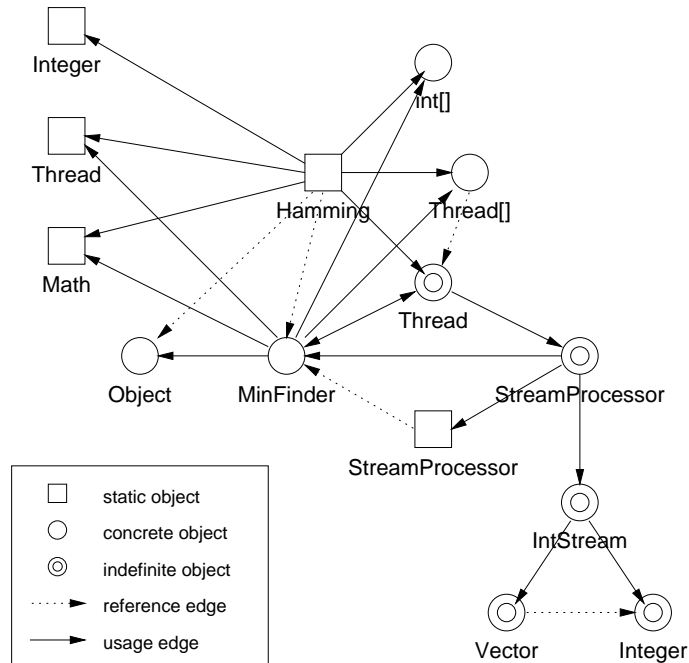 Integer
int[]
Thread
Hamming
Thread[]
Math
Thread
Object
MinFinder
StreamProcessor
StreamProcessor
static object
concrete object
IntStream
indefinite object
reference edge
usage edge
Vector
Integer